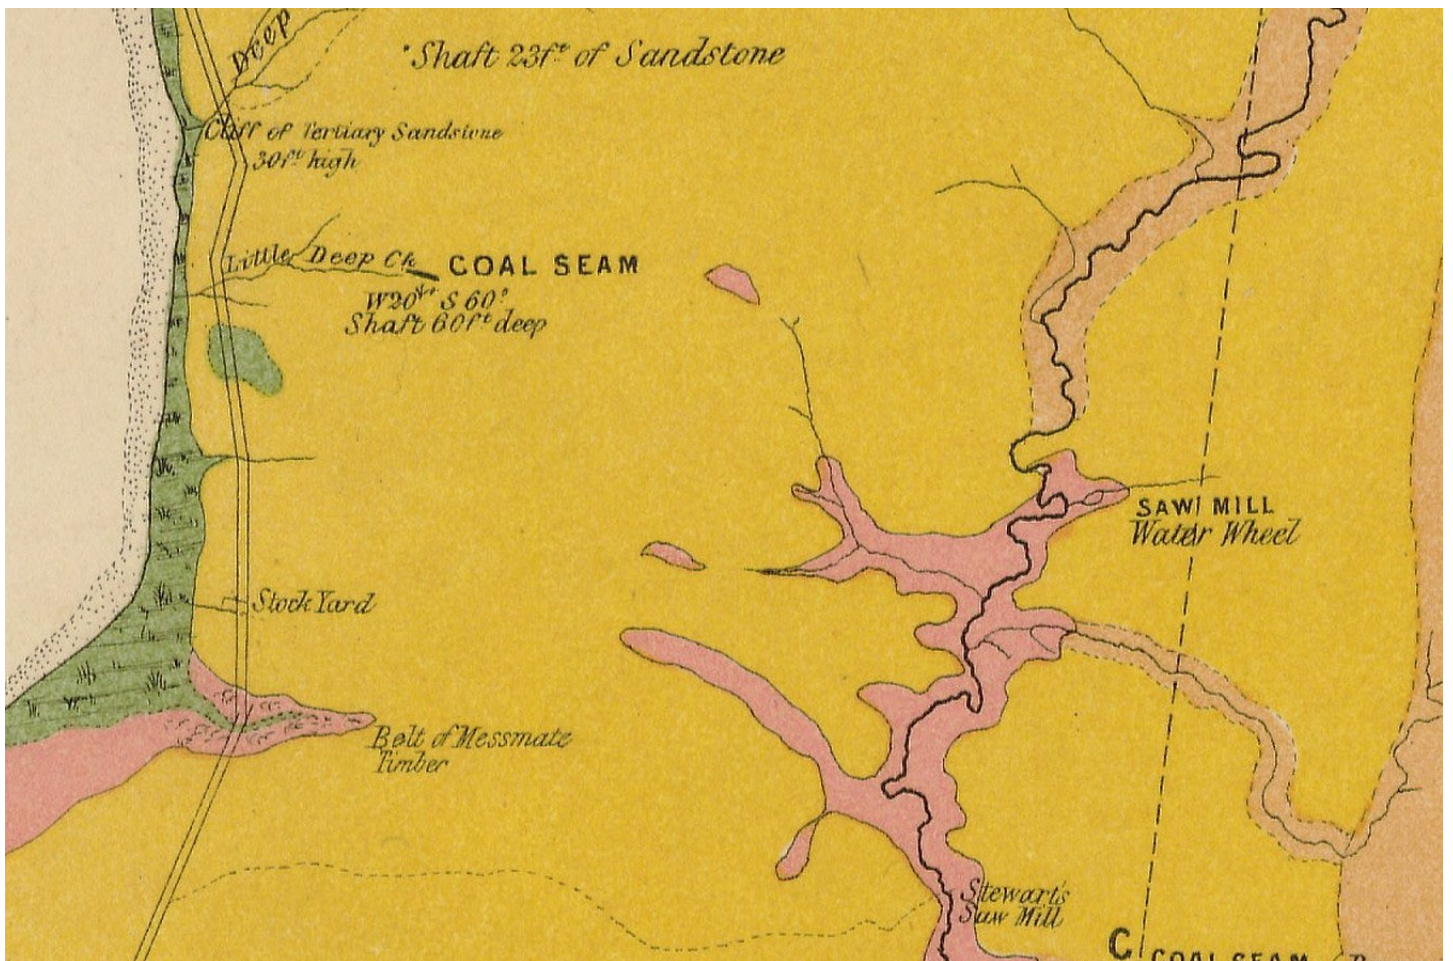 Deep
Shaft 23ft of Sandstone
Cliff of Tertiary Sandstone
30ft high
Little Deep Ck
COAL SEAM
W20 S 60°
Shaft 60ft deep
SAW MILL
Water Wheel
Stock Yard
Belt of Messmate
Timber
Stewart's
Saw Mill
C
COAL SEAM